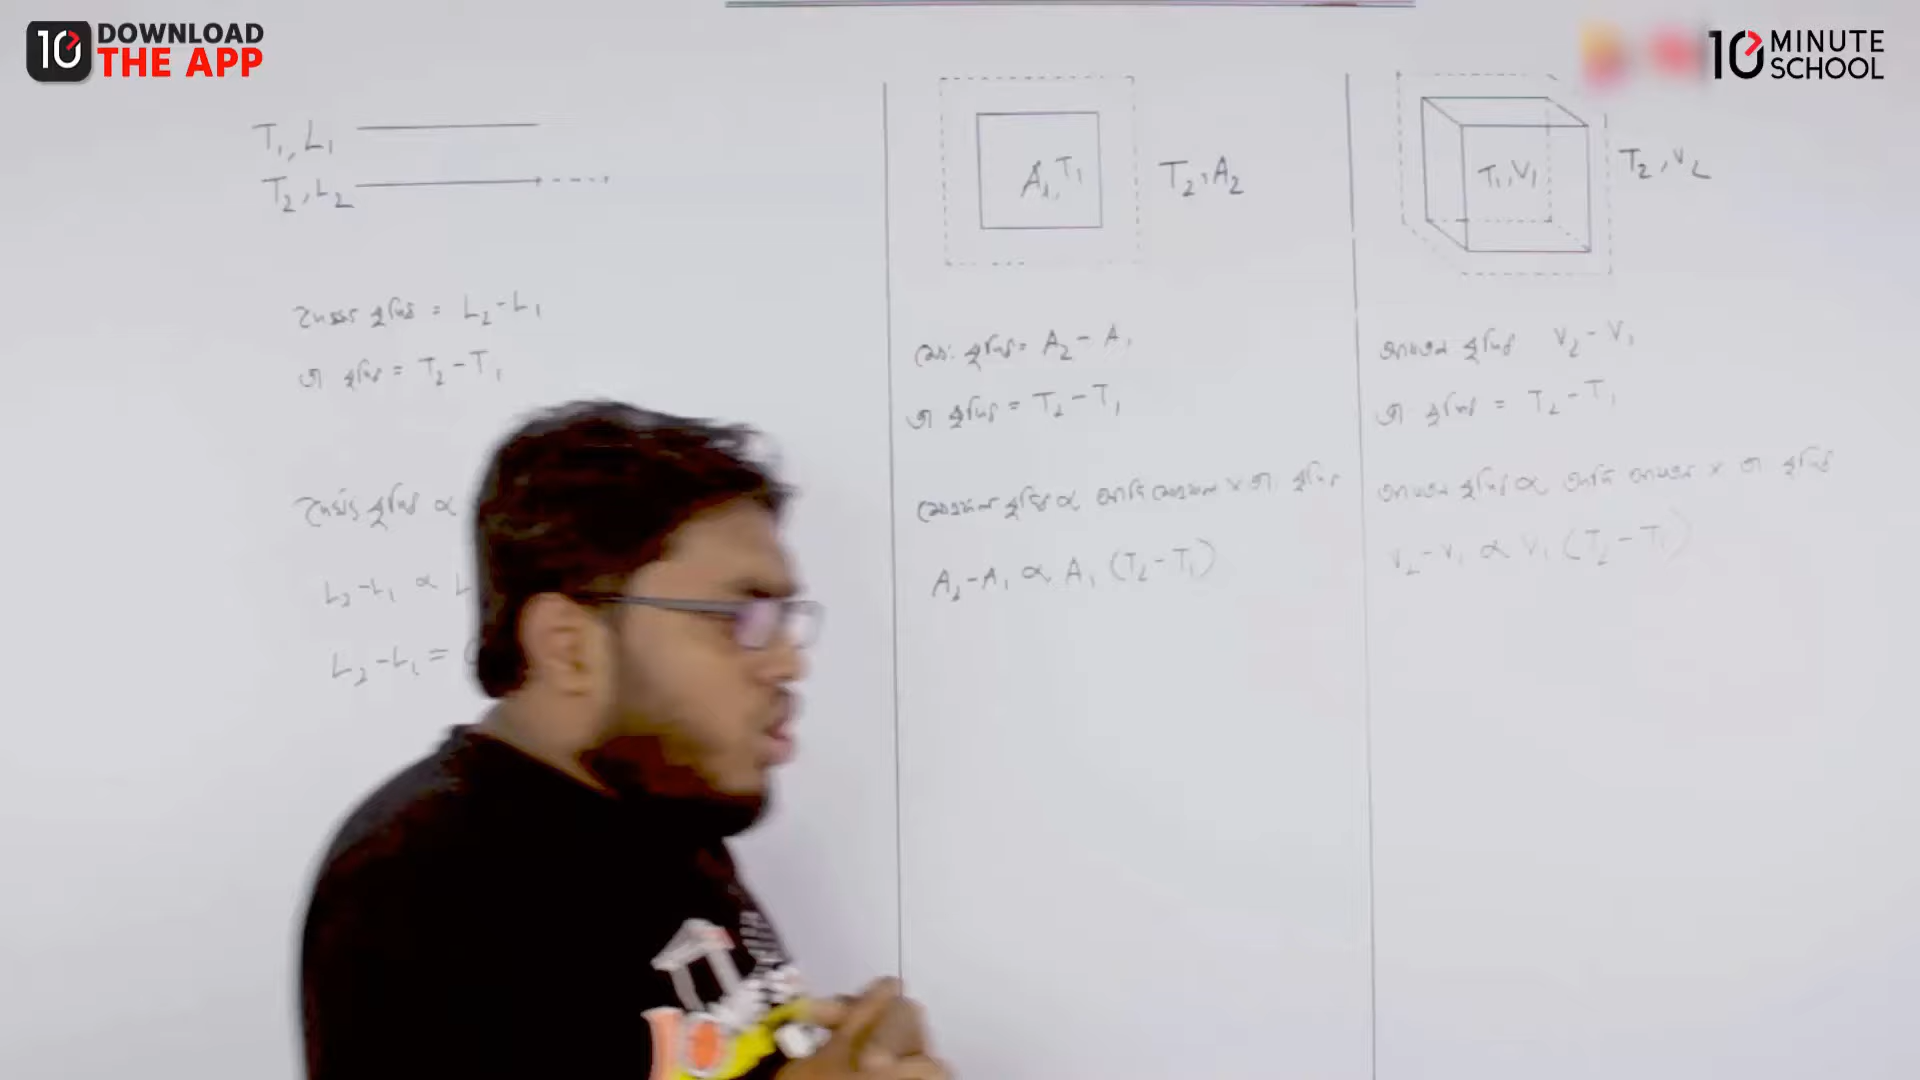 DOWNLOAD
THE APP
10 MINUTE
SCHOOL
T₁, L₁
T₂, L₂
দৈর্ঘ্য বৃদ্ধি = L₂ - L₁
তা বৃদ্ধি = T₂ - T₁
দৈর্ঘ্য বৃদ্ধি ∝
L₂ - L₁ ∝ L
L₂ - L₁ =
A₁, T₁
T₂, A₂
ক্ষে: বৃদ্ধি = A₂ - A₁
তা বৃদ্ধি = T₂ - T₁
ক্ষেত্রফল বৃদ্ধি ∝ আদি ক্ষেত্রফল × তা: বৃদ্ধি
A₂ - A₁ ∝ A₁ (T₂ - T₁)
T₁, V₁
T₂, V₂
আয়তন বৃদ্ধি V₂ - V₁
তা: বৃদ্ধি = T₂ - T₁
আয়তন বৃদ্ধি ∝ আদি আয়তন × তা: বৃদ্ধি
V₂ - V₁ ∝ V₁ (T₂ - T₁)